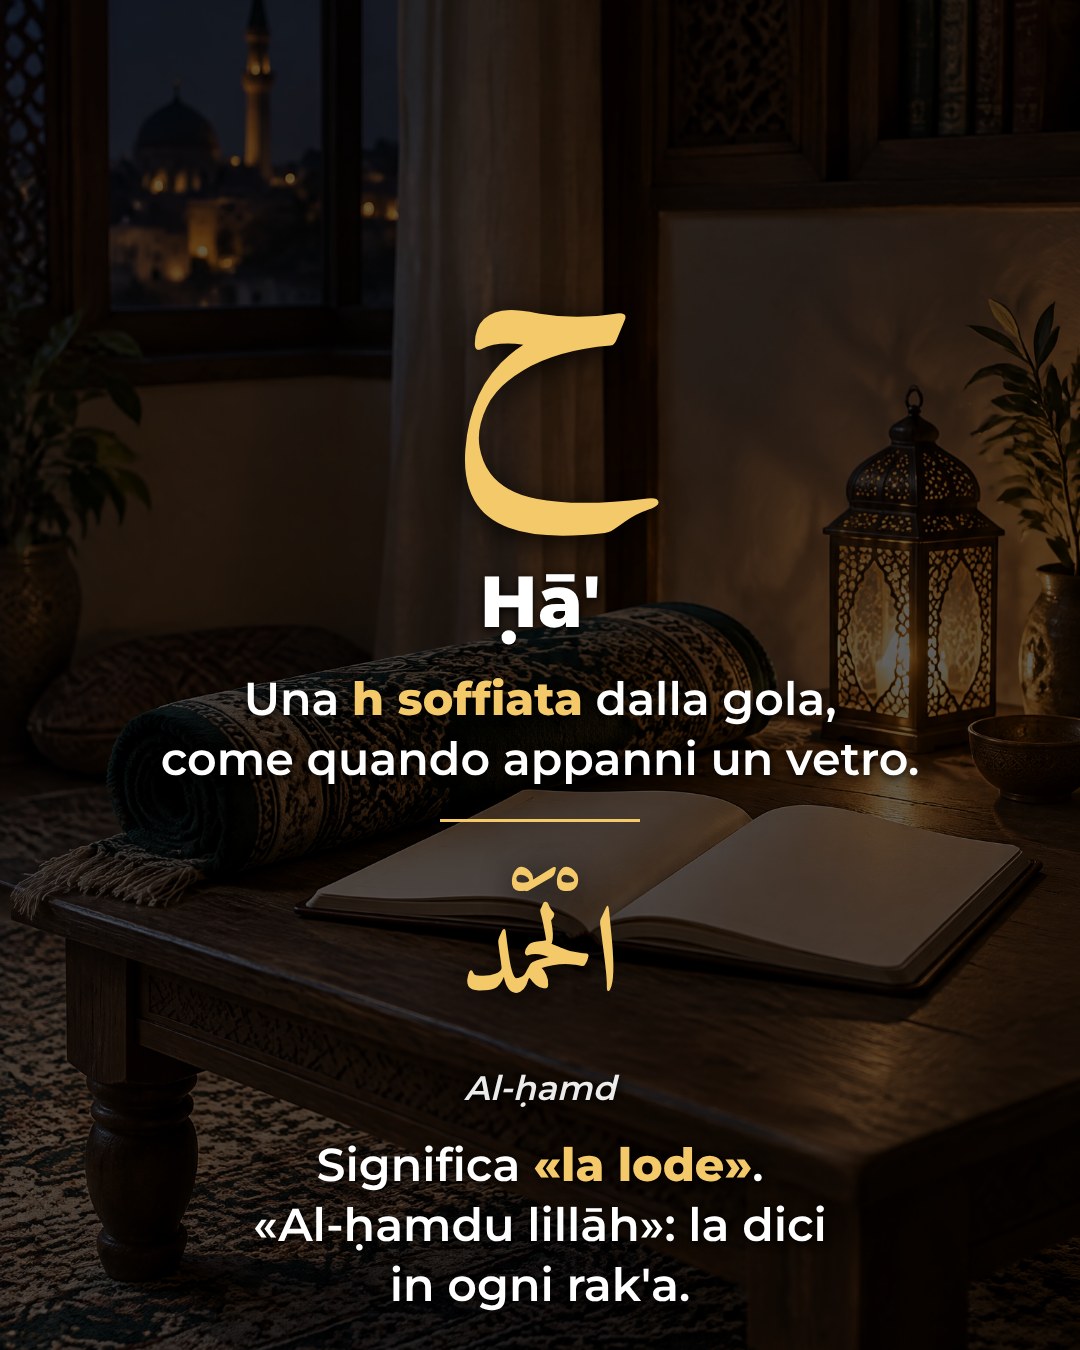 ح
Ḥā'
Una h soffiata dalla gola,
come quando appanni un vetro.
الْحَمْد
Al-ḥamd
Significa «la lode».
«Al-ḥamdu lillāh»: la dici
in ogni rak'a.